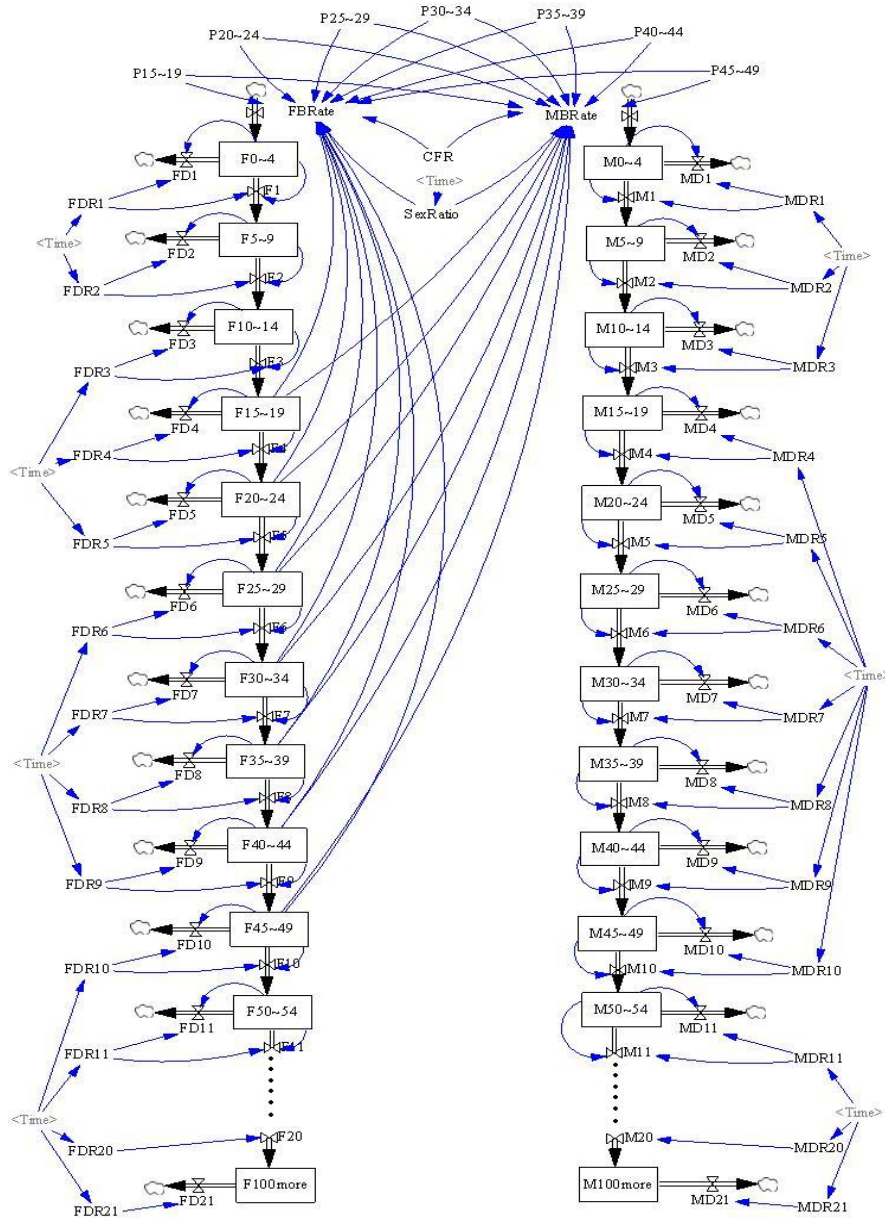 P30~34
P25~29 P35~39
P20~24 P40~44
P15~19 P45~49
FBRate MBRate
CFR
<Time>
SexRatio
F0~4 M0~4
FD1 MD1
F1 M1
FDR1 MDR1
F5~9 M5~9
<Time> <Time>
FD2 MD2
F2 M2
FDR2 MDR2
F10~14 M10~14
FD3 MD3
F3 M3
FDR3 MDR3
F15~19 M15~19
FD4 MD4
F4 M4
FDR4 MDR4
<Time>
F20~24 M20~24
FD5 MD5
F5 M5
FDR5 MDR5
F25~29 M25~29
FD6 MD6
F6 M6
FDR6 MDR6
<Time>
F30~34 M30~34
FD7 MD7
F7 M7
FDR7 MDR7
F35~39 M35~39
<Time>
FD8 MD8
F8 M8
FDR8 MDR8
F40~44 M40~44
FD9 MD9
F9 M9
FDR9 MDR9
F45~49 M45~49
FD10 MD10
F10 M10
FDR10 MDR10
F50~54 M50~54
FD11 MD11
F11 M11
FDR11 MDR11
<Time> <Time>
F20 M20
FDR20 MDR20
F100more M100more
FD21 MD21
FDR21 MDR21